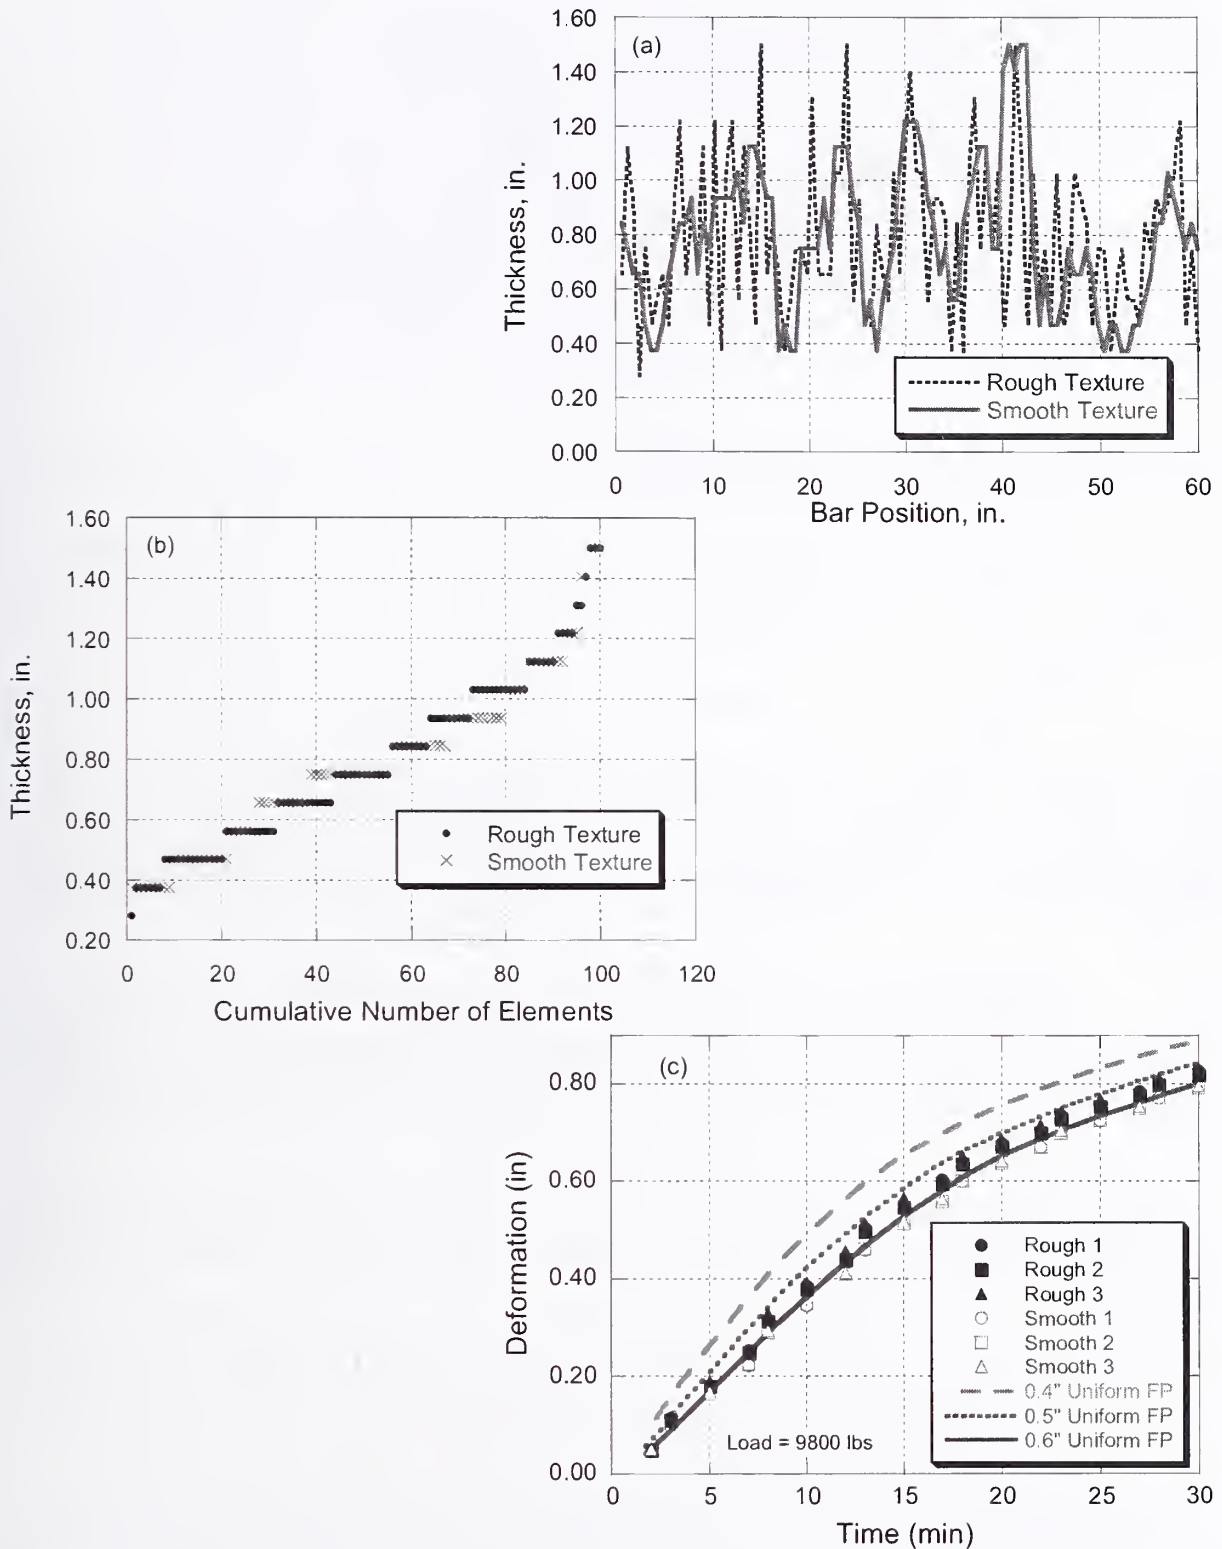 1.60
(a)
1.40
1.20
1.00
0.80
0.60
0.40
0.20
0.00
Thickness, in.
Rough Texture
Smooth Texture
0 10 20 30 40 50 60
Bar Position, in.
1.60
(b)
1.40
1.20
1.00
0.80
0.60
0.40
0.20
Thickness, in.
Rough Texture
Smooth Texture
0 20 40 60 80 100 120
Cumulative Number of Elements
(c)
0.80
0.60
0.40
0.20
0.00
Deformation (in)
Rough 1
Rough 2
Rough 3
Smooth 1
Smooth 2
Smooth 3
0.4" Uniform FP
0.5" Uniform FP
0.6" Uniform FP
Load = 9800 lbs
0 5 10 15 20 25 30
Time (min)